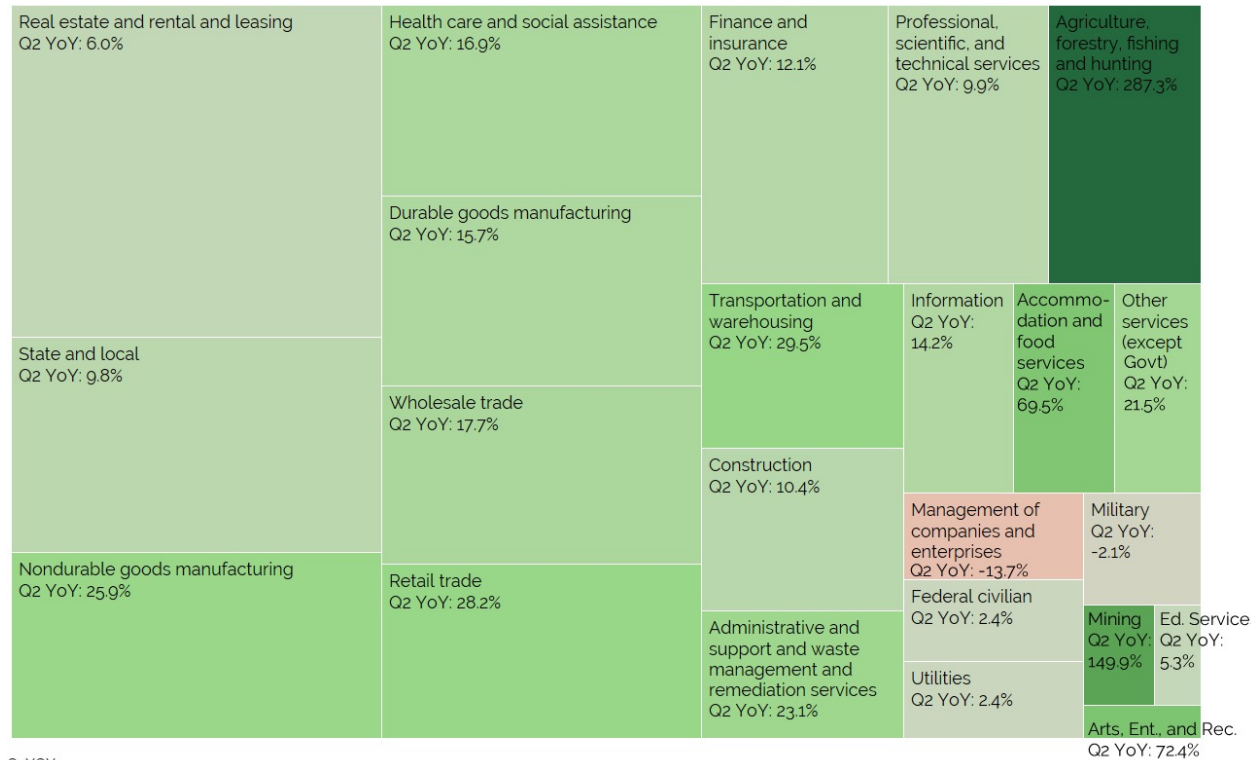 Real estate and rental and leasing
Q2 YoY: 6.0%
State and local
Q2 YoY: 9.8%
Nondurable goods manufacturing
Q2 YoY: 25.9%
Health care and social assistance
Q2 YoY: 16.9%
Durable goods manufacturing
Q2 YoY: 15.7%
Wholesale trade
Q2 YoY: 17.7%
Retail trade
Q2 YoY: 28.2%
Finance and
insurance
Q2 YoY: 12.1%
Professional,
scientific, and
technical services
Q2 YoY: 9.9%
Agriculture,
forestry, fishing
and hunting
Q2 YoY: 287.3%
Transportation and
warehousing
Q2 YoY: 29.5%
Construction
Q2 YoY: 10.4%
Administrative and
support and waste
management and
remediation services
Q2 YoY: 23.1%
Information
Q2 YoY:
14.2%
Accommo-
dation and
food
services
Q2 YoY:
69.5%
Other
services
(except
Govt)
Q2 YoY:
21.5%
Management of
companies and
enterprises
Q2 YoY: -13.7%
Federal civilian
Q2 YoY: 2.4%
Utilities
Q2 YoY: 2.4%
Military
Q2 YoY:
-2.1%
Mining
Q2 YoY:
149.9%
Ed. Service
Q2 YoY:
5.3%
Arts, Ent., and Rec.
Q2 YoY: 72.4%